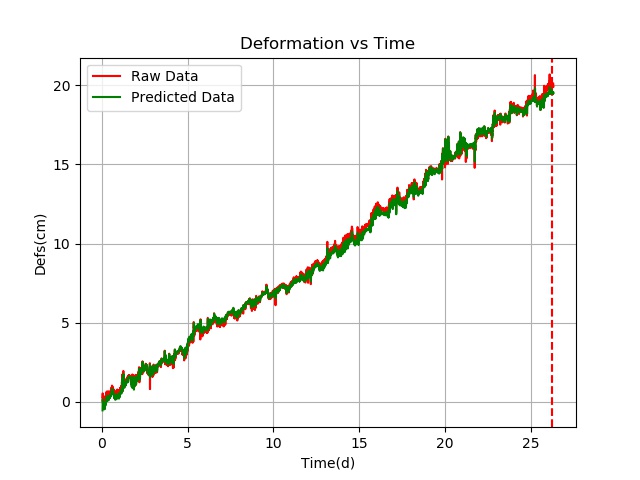 Deformation vs Time
Raw Data
Predicted Data
20
15
10
5
0
Defs(cm)
0 5 10 15 20 25
Time(d)